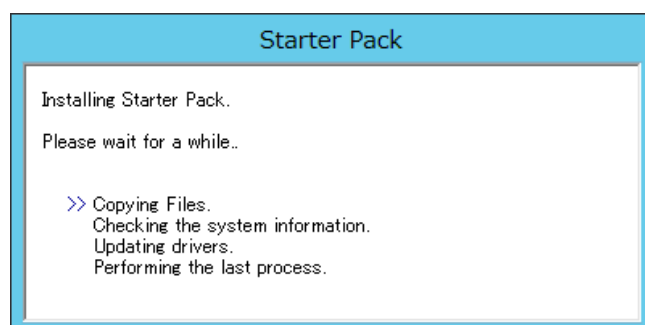 Starter Pack
Installing Starter Pack.
Please wait for a while..
>> Copying Files.
Checking the system information.
Updating drivers.
Performing the last process.